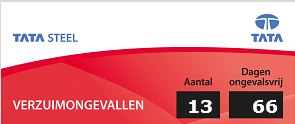 TATA STEEL
TATA
Aantal
Dagen
ongevalsvrij
VERZUIMONGEVALLEN
13
66